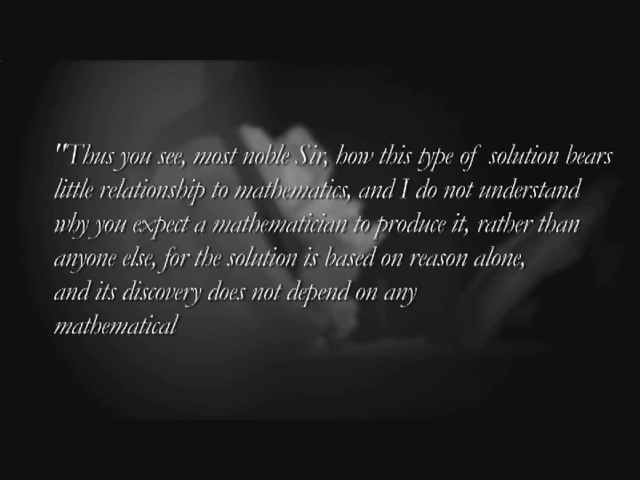 "Thus you see, most noble Sir, how this type of solution bears
little relationship to mathematics, and I do not understand
why you expect a mathematician to produce it, rather than
anyone else, for the solution is based on reason alone,
and its discovery does not depend on any
mathematical